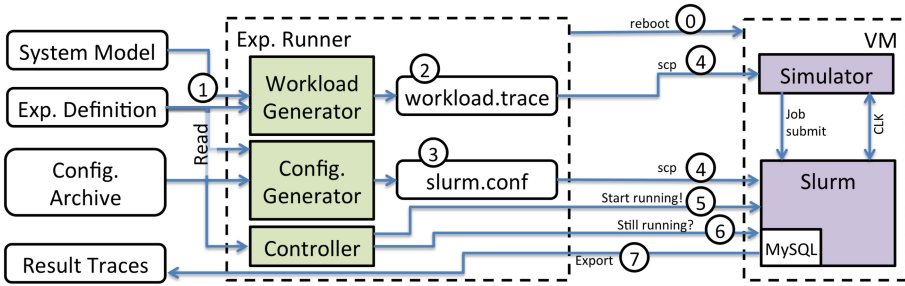 System Model
Exp. Definition
Config.
Archive
Result Traces
1
Read
Exp. Runner
Workload
Generator
Config.
Generator
Controller
2
workload.trace
3
slurm.conf
reboot 0
scp 4
scp 4
Start running! 5
Still running? 6
Export 7
VM
Simulator
Job
submit
CLK
Slurm
MySQL